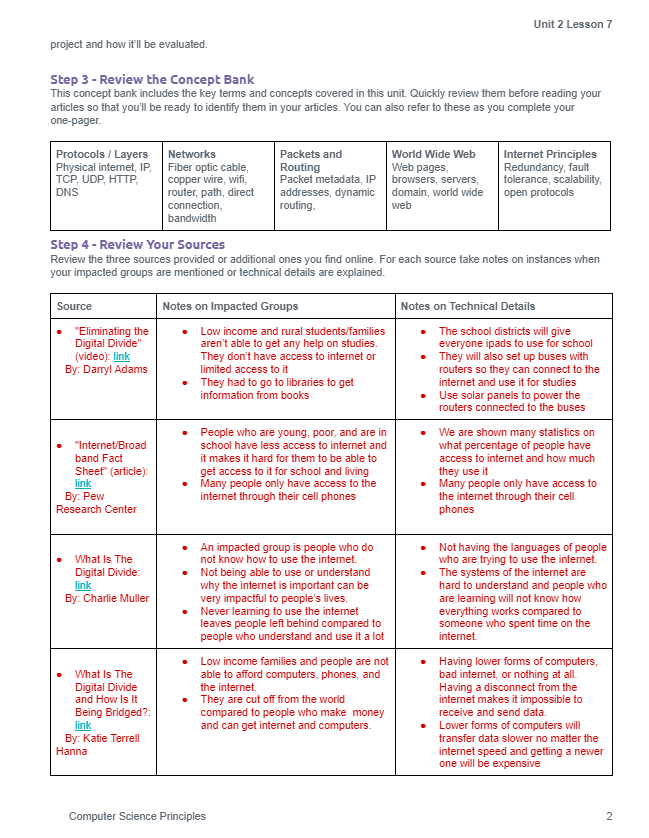 Unit 2 Lesson 7
project and how it'll be evaluated.
Step 3 - Review the Concept Bank
This concept bank includes the key terms and concepts covered in this unit. Quickly review them before reading your
articles so that you'll be ready to identify them in your articles. You can also refer to these as you complete your
one-pager.
Protocols / Layers
Physical internet, IP,
TCP, UDP, HTTP,
DNS
Networks
Fiber optic cable,
copper wire, wifi,
router, path, direct
connection,
bandwidth
Packets and
Routing
Packet metadata, IP
addresses, dynamic
routing,
World Wide Web
Web pages,
browsers, servers,
domain, world wide
web
Internet Principles
Redundancy, fault
tolerance, scalability,
open protocols
Step 4 - Review Your Sources
Review the three sources provided or additional ones you find online. For each source take notes on instances when
your impacted groups are mentioned or technical details are explained.
Source
Notes on Impacted Groups
Notes on Technical Details
● "Eliminating the
Digital Divide"
(video): link
By: Darryl Adams
● Low income and rural students/families
aren't able to get any help on studies.
They don't have access to internet or
limited access to it
● They had to go to libraries to get
information from books
● The school districts will give
everyone ipads to use for school
● They will also set up buses with
routers so they can connect to the
internet and use it for studies
● Use solar panels to power the
routers connected to the buses
● "Internet/Broad
band Fact
Sheet" (article):
link
By: Pew
Research Center
● People who are young, poor, and are in
school have less access to internet and
it makes it hard for them to be able to
get access to it for school and living
● Many people only have access to the
internet through their cell phones
● We are shown many statistics on
what percentage of people have
access to internet and how much
they use it
● Many people only have access to
the internet through their cell
phones
● What Is The
Digital Divide:
link
By: Charlie Muller
● An impacted group is people who do
not know how to use the internet.
● Not being able to use or understand
why the internet is important can be
very impactful to people's lives.
● Never learning to use the internet
leaves people left behind compared to
people who understand and use it a lot
● Not having the languages of people
who are trying to use the internet.
● The systems of the internet are
hard to understand and people who
are learning will not know how
everything works compared to
someone who spent time on the
internet.
● What Is The
Digital Divide
and How Is It
Being Bridged?:
link
By: Katie Terrell
Hanna
● Low income families and people are not
able to afford computers, phones, and
the internet.
● They are cut off from the world
compared to people who make money
and can get internet and computers.
● Having lower forms of computers,
bad internet, or nothing at all.
Having a disconnect from the
internet makes it impossible to
receive and send data.
● Lower forms of computers will
transfer data slower no matter the
internet speed and getting a newer
one will be expensive
Computer Science Principles
2